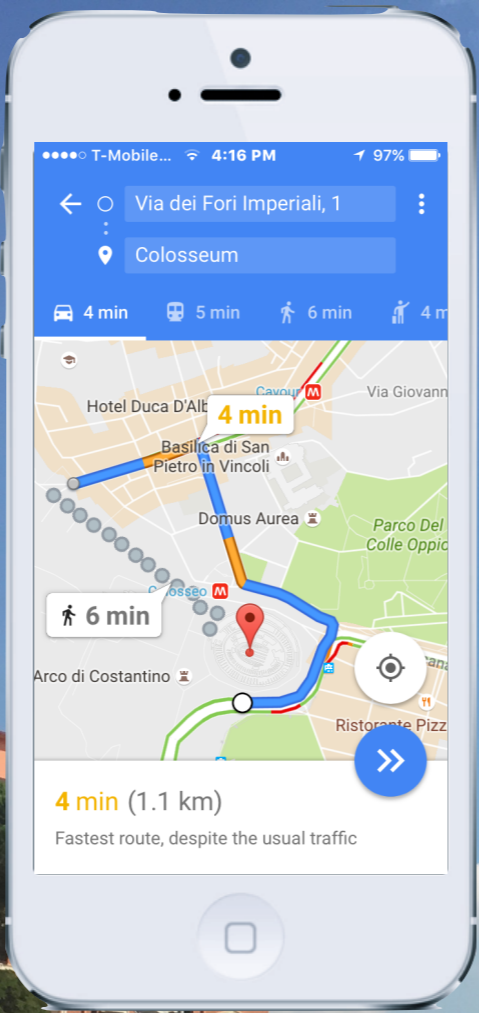 T-Mobile... 4:16 PM 97%
Via dei Fori Imperiali, 1
Colosseum
4 min 5 min 6 min 4 m
Cavour M
Via Giovann
Hotel Duca D'Alb
4 min
Basilica di San
Pietro in Vincoli
Domus Aurea
Parco Del
Colle Oppio
Colosseo M
6 min
Arco di Costantino
cana
Ristorante Pizz
4 min (1.1 km)
Fastest route, despite the usual traffic